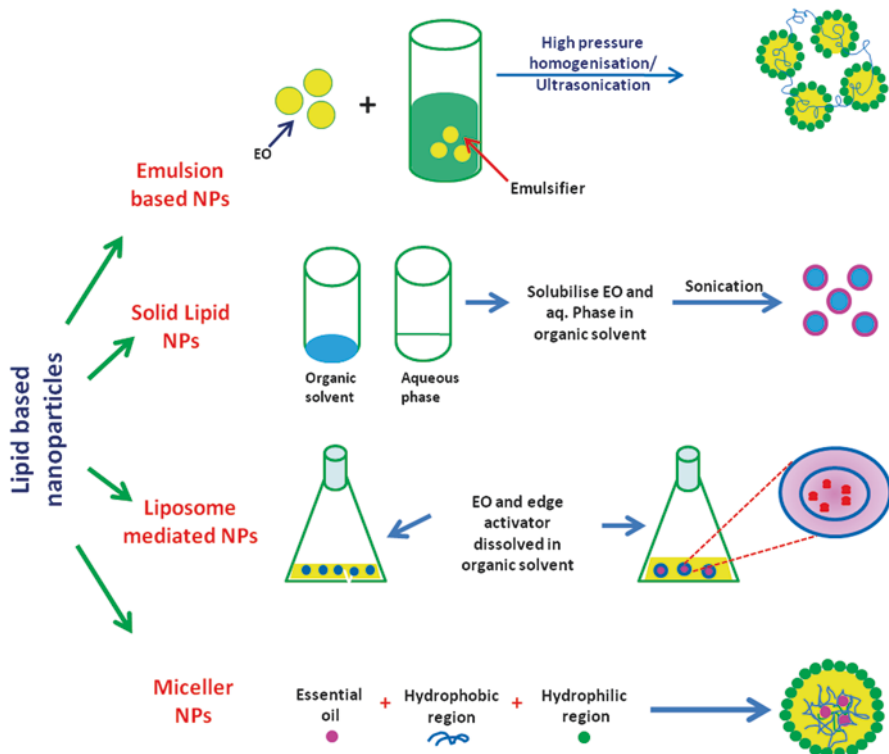 Lipid based
nanoparticles
Emulsion
based NPs
EO
+
Emulsifier
High pressure
homogenisation/
Ultrasonication
Solid Lipid
NPs
Organic
solvent
Aqueous
phase
Solubilise EO and
aq. Phase in
organic solvent
Sonication
Liposome
mediated NPs
EO and edge
activator
dissolved in
organic solvent
Miceller
NPs
Essential
oil
+
Hydrophobic
region
+
Hydrophilic
region